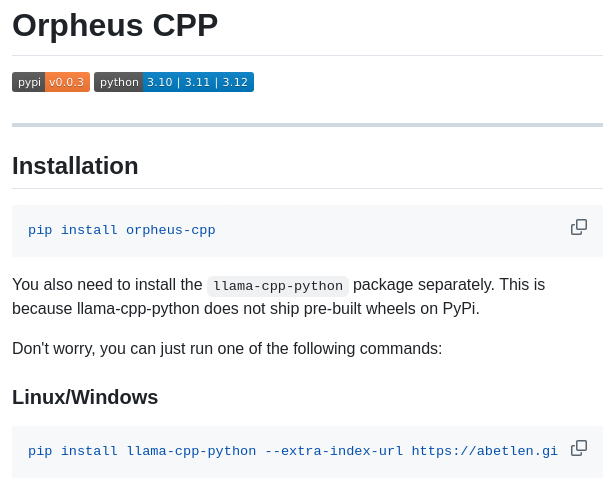 Orpheus CPP
pypi v0.0.3 python 3.10 | 3.11 | 3.12
Installation
pip install orpheus-cpp
You also need to install the llama-cpp-python package separately. This is
because llama-cpp-python does not ship pre-built wheels on PyPi.
Don't worry, you can just run one of the following commands:
Linux/Windows
pip install llama-cpp-python --extra-index-url https://abetlen.gi